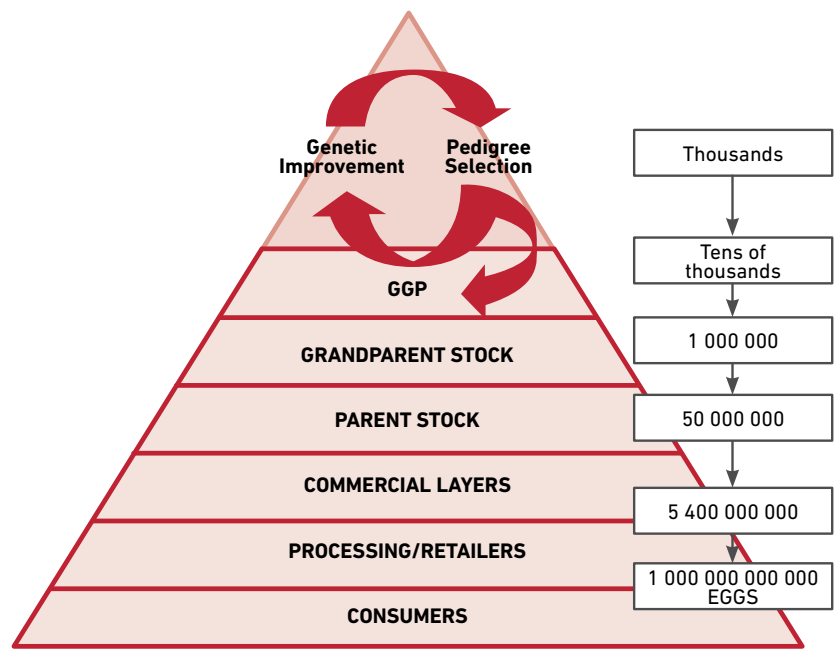 Genetic
Improvement
Pedigree
Selection
GGP
GRANDPARENT STOCK
PARENT STOCK
COMMERCIAL LAYERS
PROCESSING/RETAILERS
CONSUMERS
Thousands
Tens of
thousands
1 000 000
50 000 000
5 400 000 000
1 000 000 000 000
EGGS